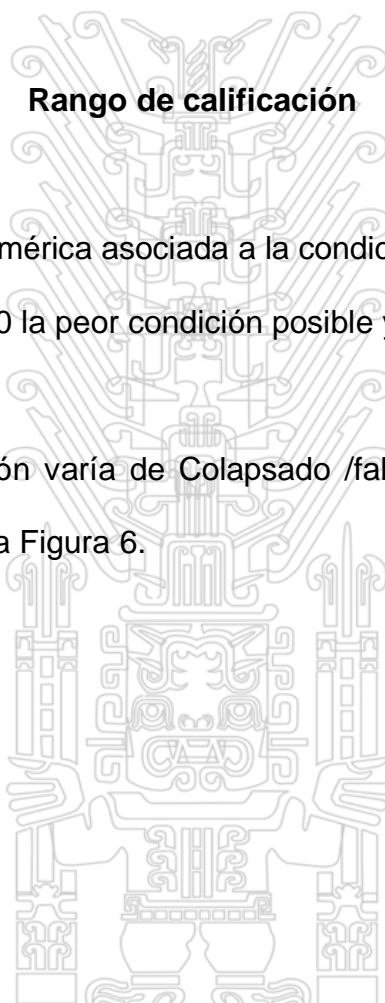 Rango de calificación
mérica asociada a la condic
0 la peor condición posible y
ón varía de Colapsado /fal
a Figura 6.